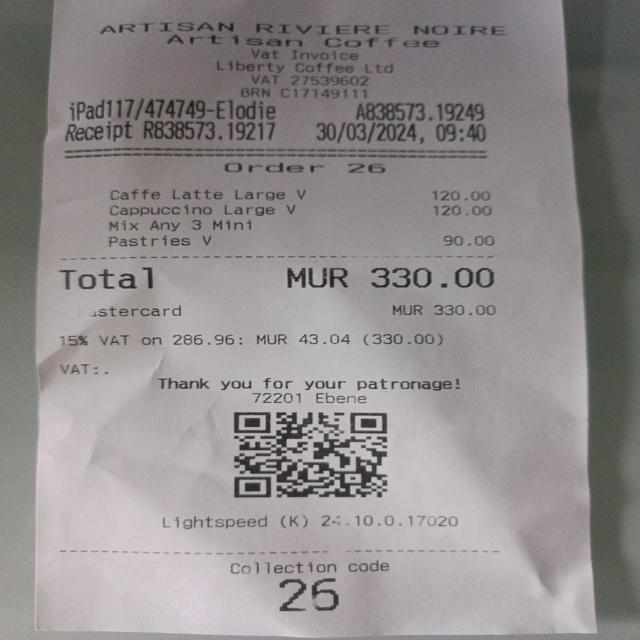 ARTISAN RIVIERE NOIRE
Artisan Coffee
Vat Invoice
Liberty Coffee Ltd
VAT 27539602
BRN C17149111
iPad117/474749-Elodie A838573.19249
Receipt R838573.19217 30/03/2024, 09:40
Order 26
Caffe Latte Large V 120.00
Cappuccino Large V 120.00
Mix Any 3 Mini
Pastries V 90.00
Total MUR 330.00
astercard MUR 330.00
15% VAT on 286.96: MUR 43.04 (330.00)
VAT:.
Thank you for your patronage!
72201 Ebene
Lightspeed (K) 24.10.0.17020
Collection code
26